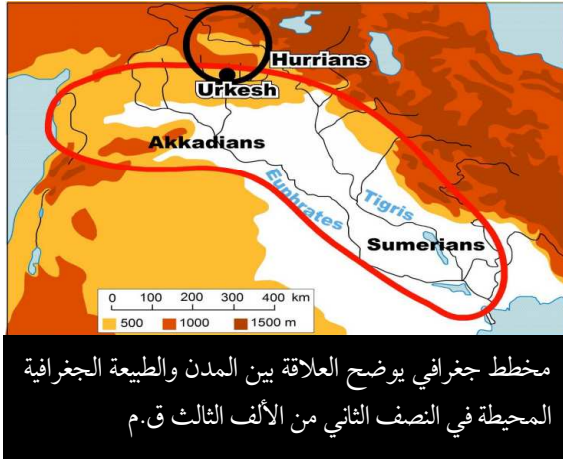 Hurrians
Urkesh
Akkadians
Euphrates
Tigris
Sumerians
0 100 200 300 400 km
500 1000 1500 m
مخطط جغرافي يوضح العلاقة بين المدن والطبيعة الجغرافية
المحيطة في النصف الثاني من الألف الثالث ق.م